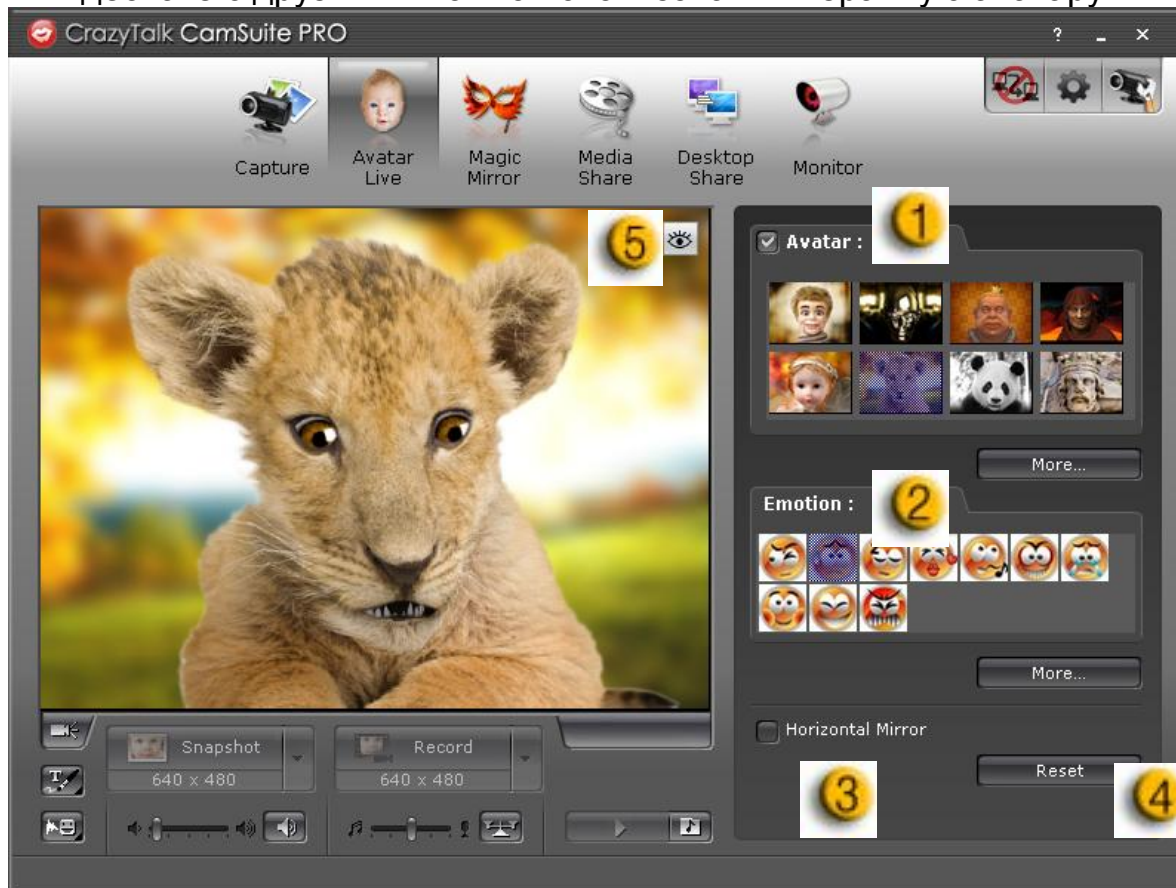 CrazyTalk CamSuite PRO
? _ ×
Capture
Avatar Live
Magic Mirror
Media Share
Desktop Share
Monitor
5
1
Avatar :
More...
2
Emotion :
More...
Horizontal Mirror
Reset
3
4
Snapshot
640 x 480
Record
640 x 480